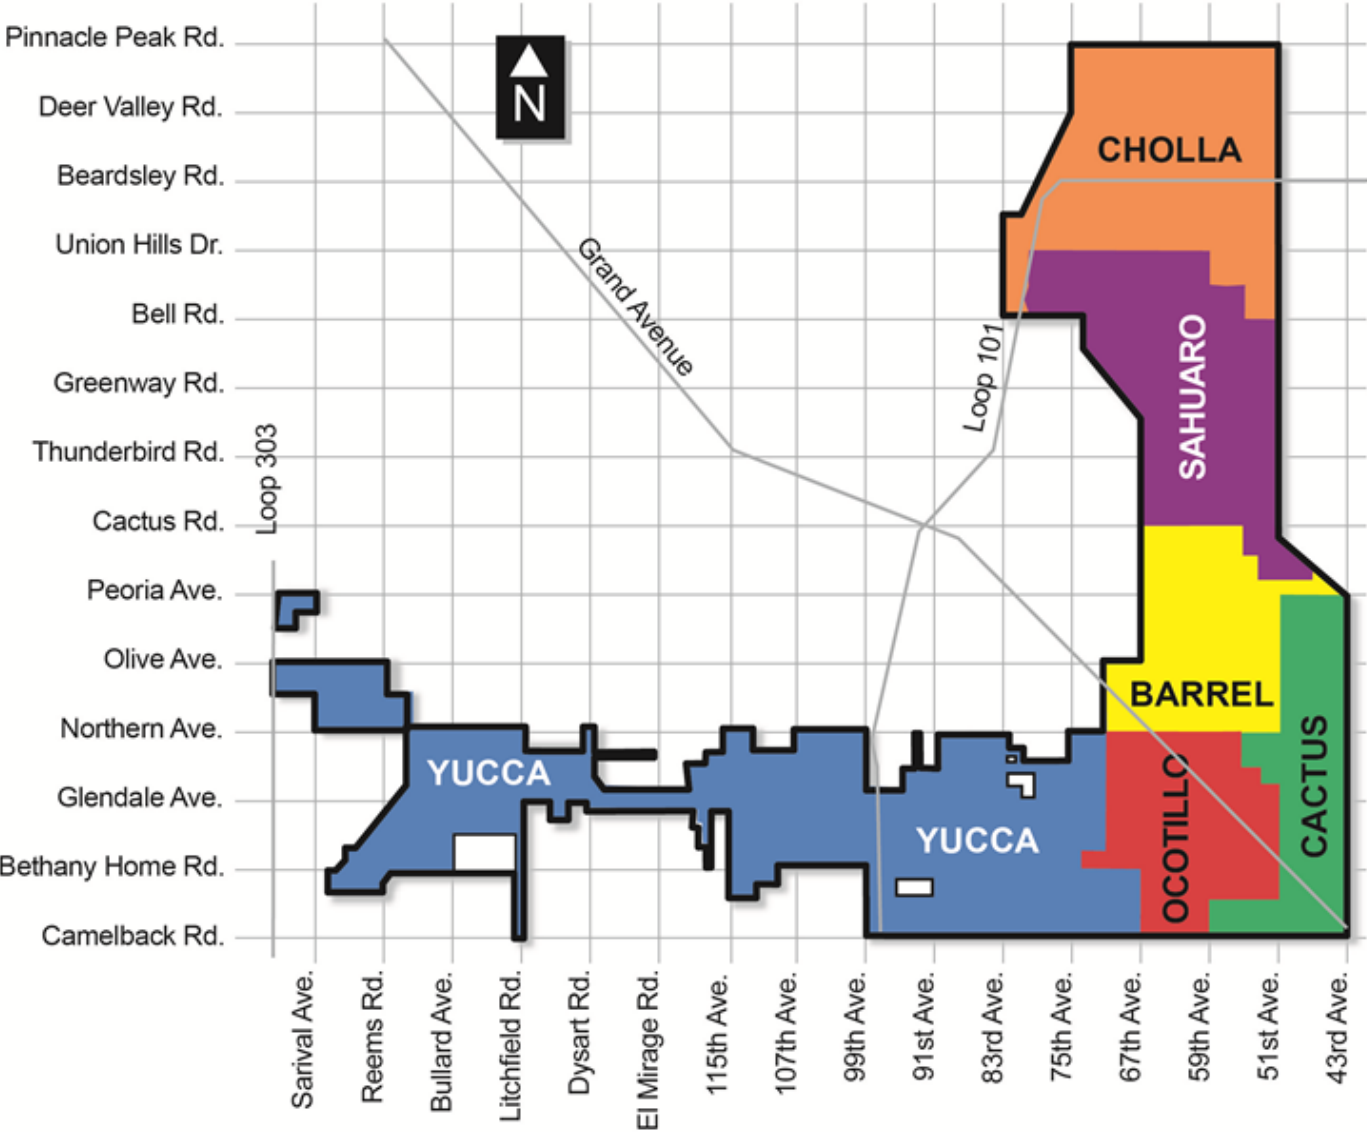 Pinnacle Peak Rd.
Deer Valley Rd.
Beardsley Rd.
Union Hills Dr.
Bell Rd.
Greenway Rd.
Thunderbird Rd.
Cactus Rd.
Peoria Ave.
Olive Ave.
Northern Ave.
Glendale Ave.
Bethany Home Rd.
Camelback Rd.
N
Grand Avenue
Loop 101
Loop 303
CHOLLA
SAHUARO
BARREL
YUCCA
YUCCA
OCOTILLO
CACTUS
Sarival Ave.
Reems Rd.
Bullard Ave.
Litchfield Rd.
Dysart Rd.
El Mirage Rd.
115th Ave.
107th Ave.
99th Ave.
91st Ave.
83rd Ave.
75th Ave.
67th Ave.
59th Ave.
51st Ave.
43rd Ave.